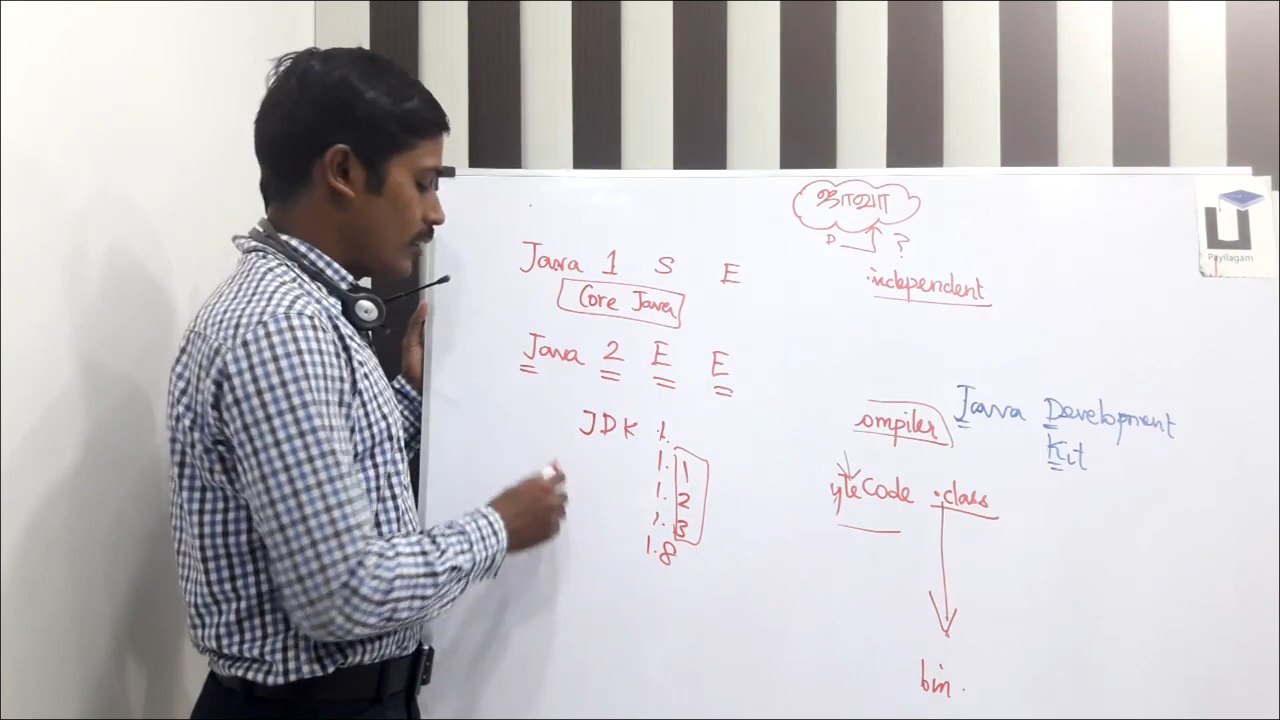 ஜாவா
D ?
Java 1 S E
independent
Core Java
Java 2 E E
Java Development
Kit
JDK 1.
ompiler
1. 1
yteCode .class
1. 2
1. 3
1.8
bin.
Payilagam